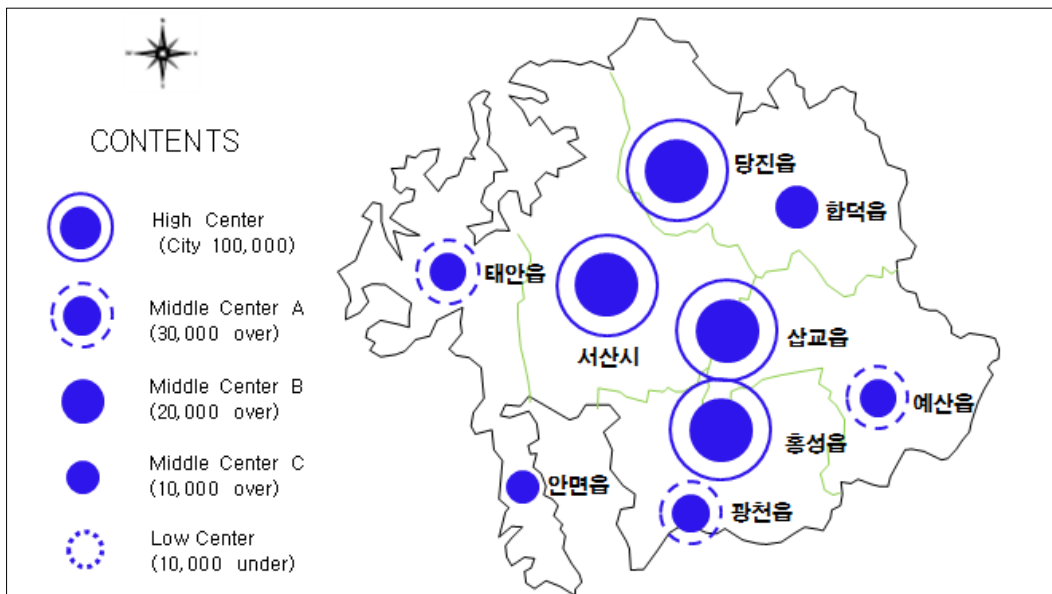 CONTENTS
High Center
(City 100,000)
Middle Center A
(30,000 over)
Middle Center B
(20,000 over)
Middle Center C
(10,000 over)
Low Center
(10,000 under)
당진읍
합덕읍
태안읍
서산시
삽교읍
예산읍
홍성읍
안면읍
광천읍